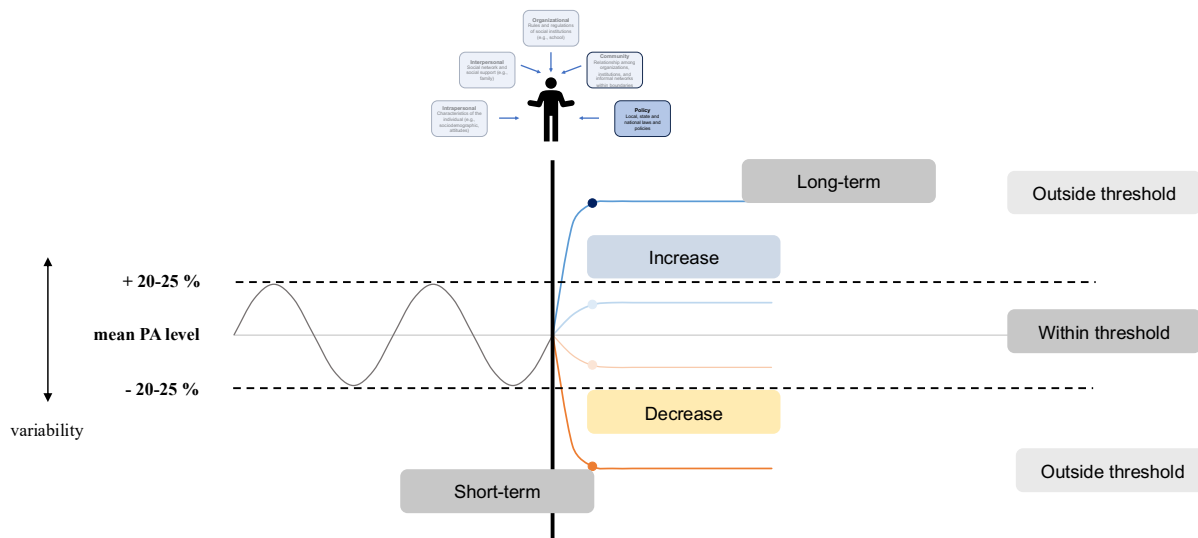 Organizational
Rules and regulations
of social institutions
(e.g., school)
Interpersonal
Social network and
social support (e.g.,
family)
Community
Relationship among
organizations,
institutions, and
informal networks
within boundaries
Intrapersonal
Characteristics of the
individual (e.g.,
sociodemographic,
attitudes)
Policy
Local, state and
national laws and
policies
Long-term
Outside threshold
Increase
+ 20-25 %
mean PA level
Within threshold
- 20-25 %
Decrease
variability
Outside threshold
Short-term